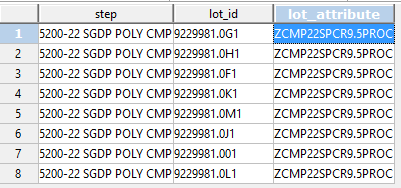 step lot_id lot_attribute
1 5200-22 SGDP POLY CMP 9229981.0G1 ZCMP22SPCR9.5PROC
2 5200-22 SGDP POLY CMP 9229981.0H1 ZCMP22SPCR9.5PROC
3 5200-22 SGDP POLY CMP 9229981.0F1 ZCMP22SPCR9.5PROC
4 5200-22 SGDP POLY CMP 9229981.0K1 ZCMP22SPCR9.5PROC
5 5200-22 SGDP POLY CMP 9229981.0M1 ZCMP22SPCR9.5PROC
6 5200-22 SGDP POLY CMP 9229981.0J1 ZCMP22SPCR9.5PROC
7 5200-22 SGDP POLY CMP 9229981.001 ZCMP22SPCR9.5PROC
8 5200-22 SGDP POLY CMP 9229981.0L1 ZCMP22SPCR9.5PROC